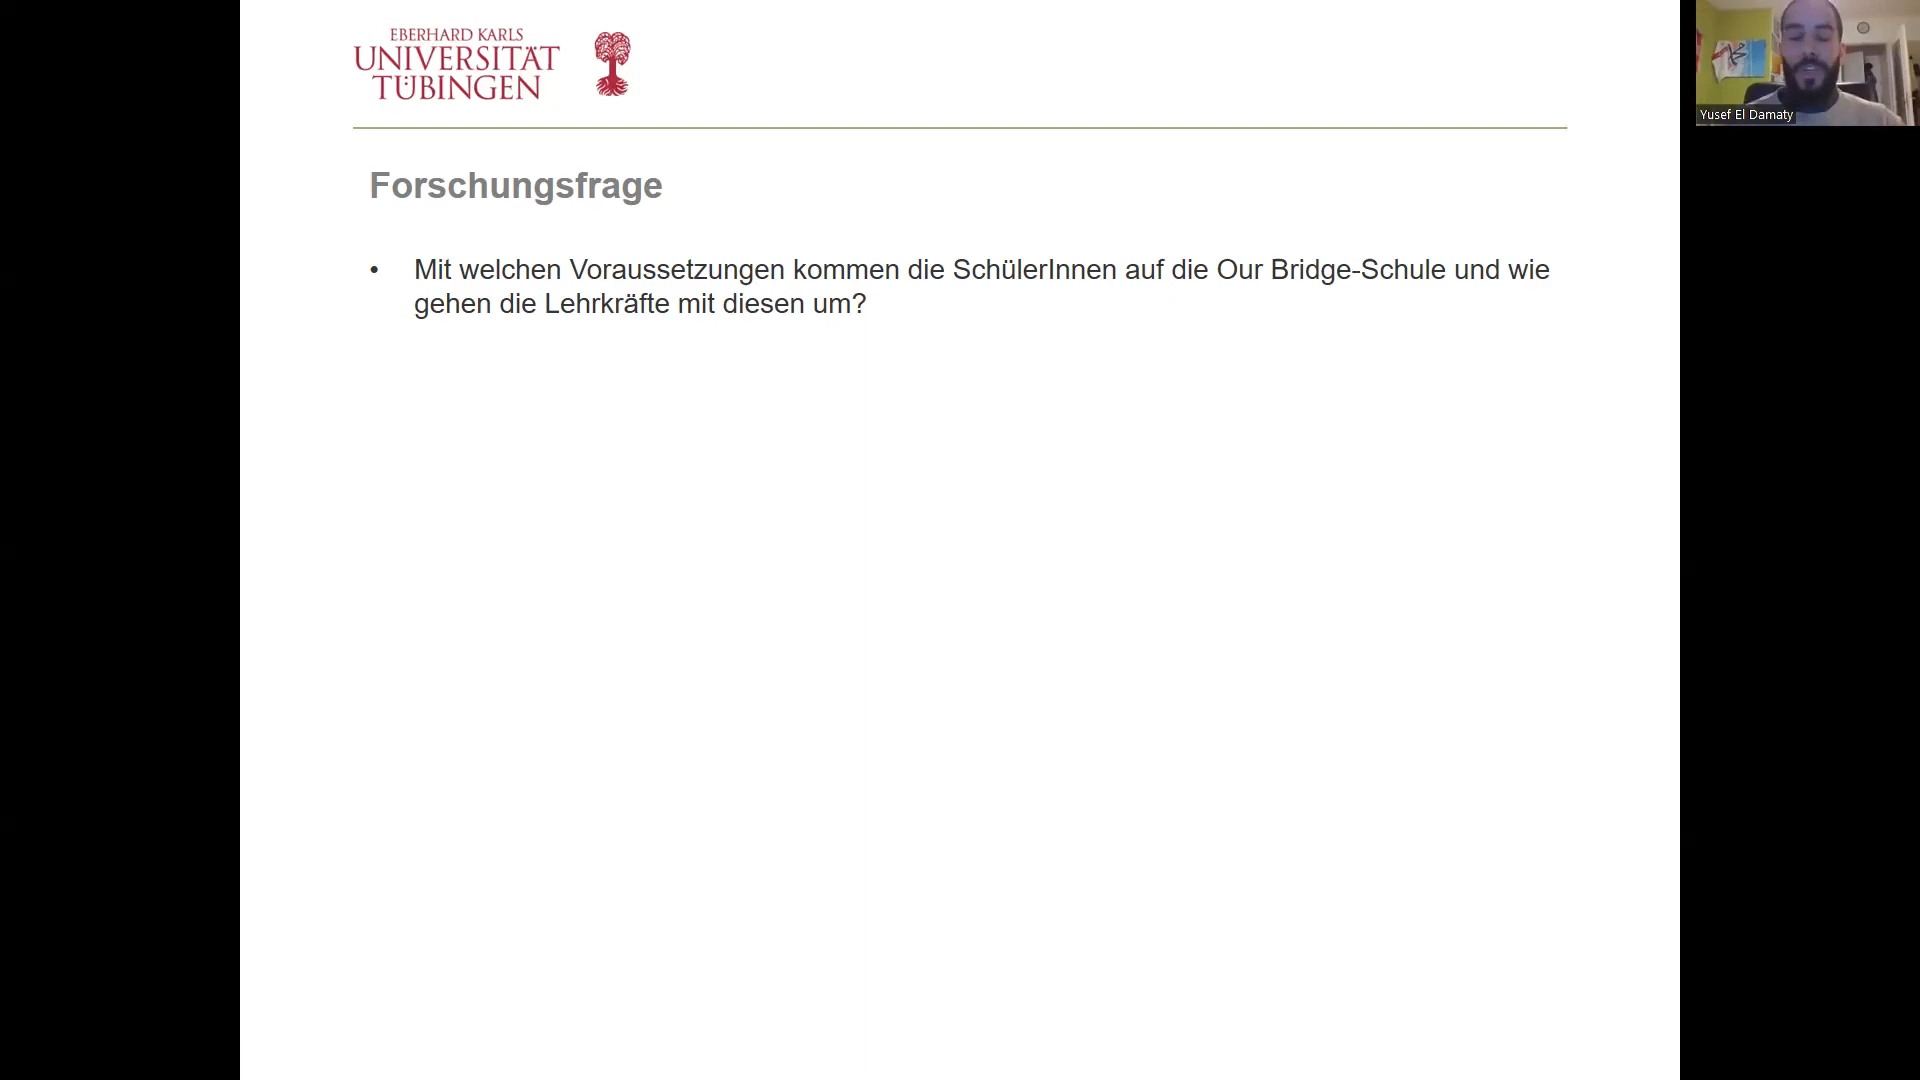 EBERHARD KARLS
UNIVERSITÄT
TÜBINGEN
Yusef El Damaty
Forschungsfrage
• Mit welchen Voraussetzungen kommen die SchülerInnen auf die Our Bridge-Schule und wie
gehen die Lehrkräfte mit diesen um?